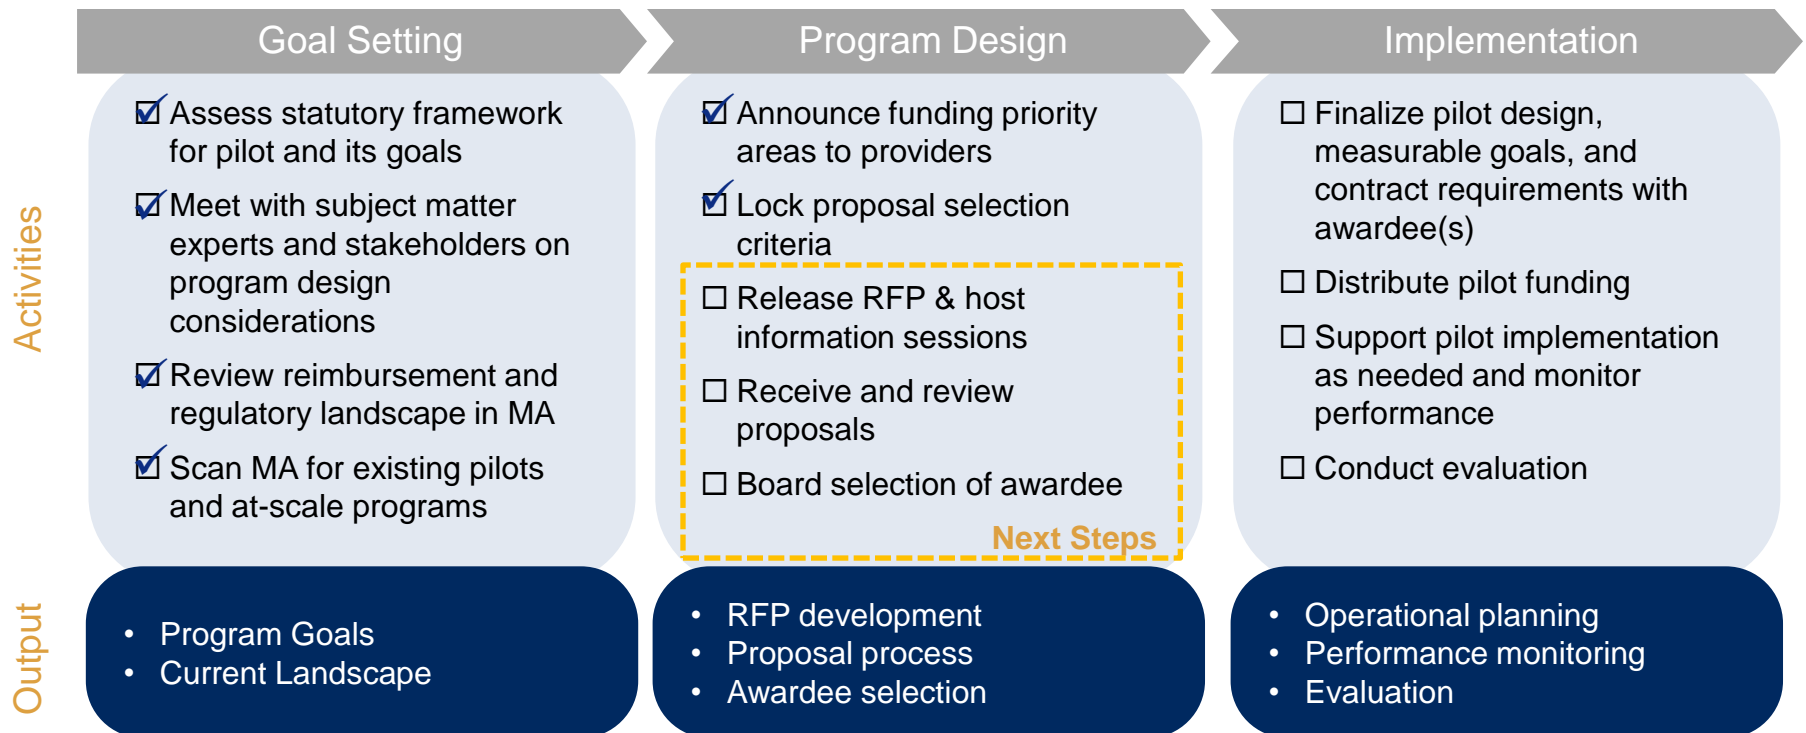 Goal Setting
Program Design
Implementation
Activities
Assess statutory framework
for pilot and its goals
Meet with subject matter
experts and stakeholders on
program design
considerations
Review reimbursement and
regulatory landscape in MA
Scan MA for existing pilots
and at-scale programs
Announce funding priority
areas to providers
Lock proposal selection
criteria
Release RFP & host
information sessions
Receive and review
proposals
Board selection of awardee
Next Steps
Finalize pilot design,
measurable goals, and
contract requirements with
awardee(s)
Distribute pilot funding
Support pilot implementation
as needed and monitor
performance
Conduct evaluation
Output
• Program Goals
• Current Landscape
• RFP development
• Proposal process
• Awardee selection
• Operational planning
• Performance monitoring
• Evaluation